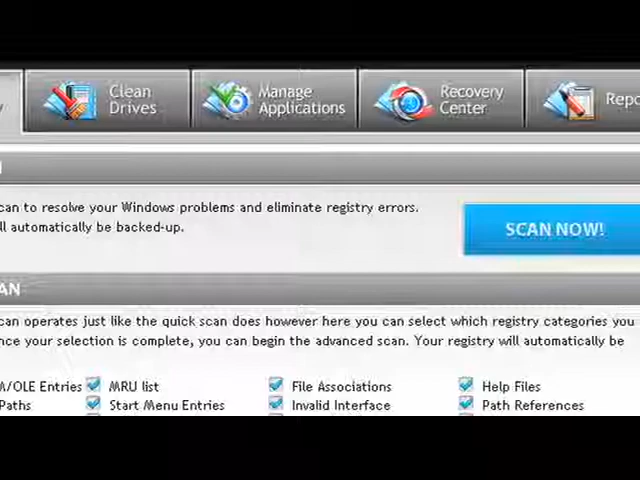 Clean
Drives
Manage
Applications
Recovery
Center
can to resolve your Windows problems and eliminate registry errors.
automatically be backed-up.
SCAN NOW!
AN
can operates just like the quick scan does however here you can select which registry categories you
nce your selection is complete, you can begin the advanced scan. Your registry will automatically be
M/OLE Entries MRU list File Associations Help Files
Paths Start Menu Entries Invalid Interface Path References